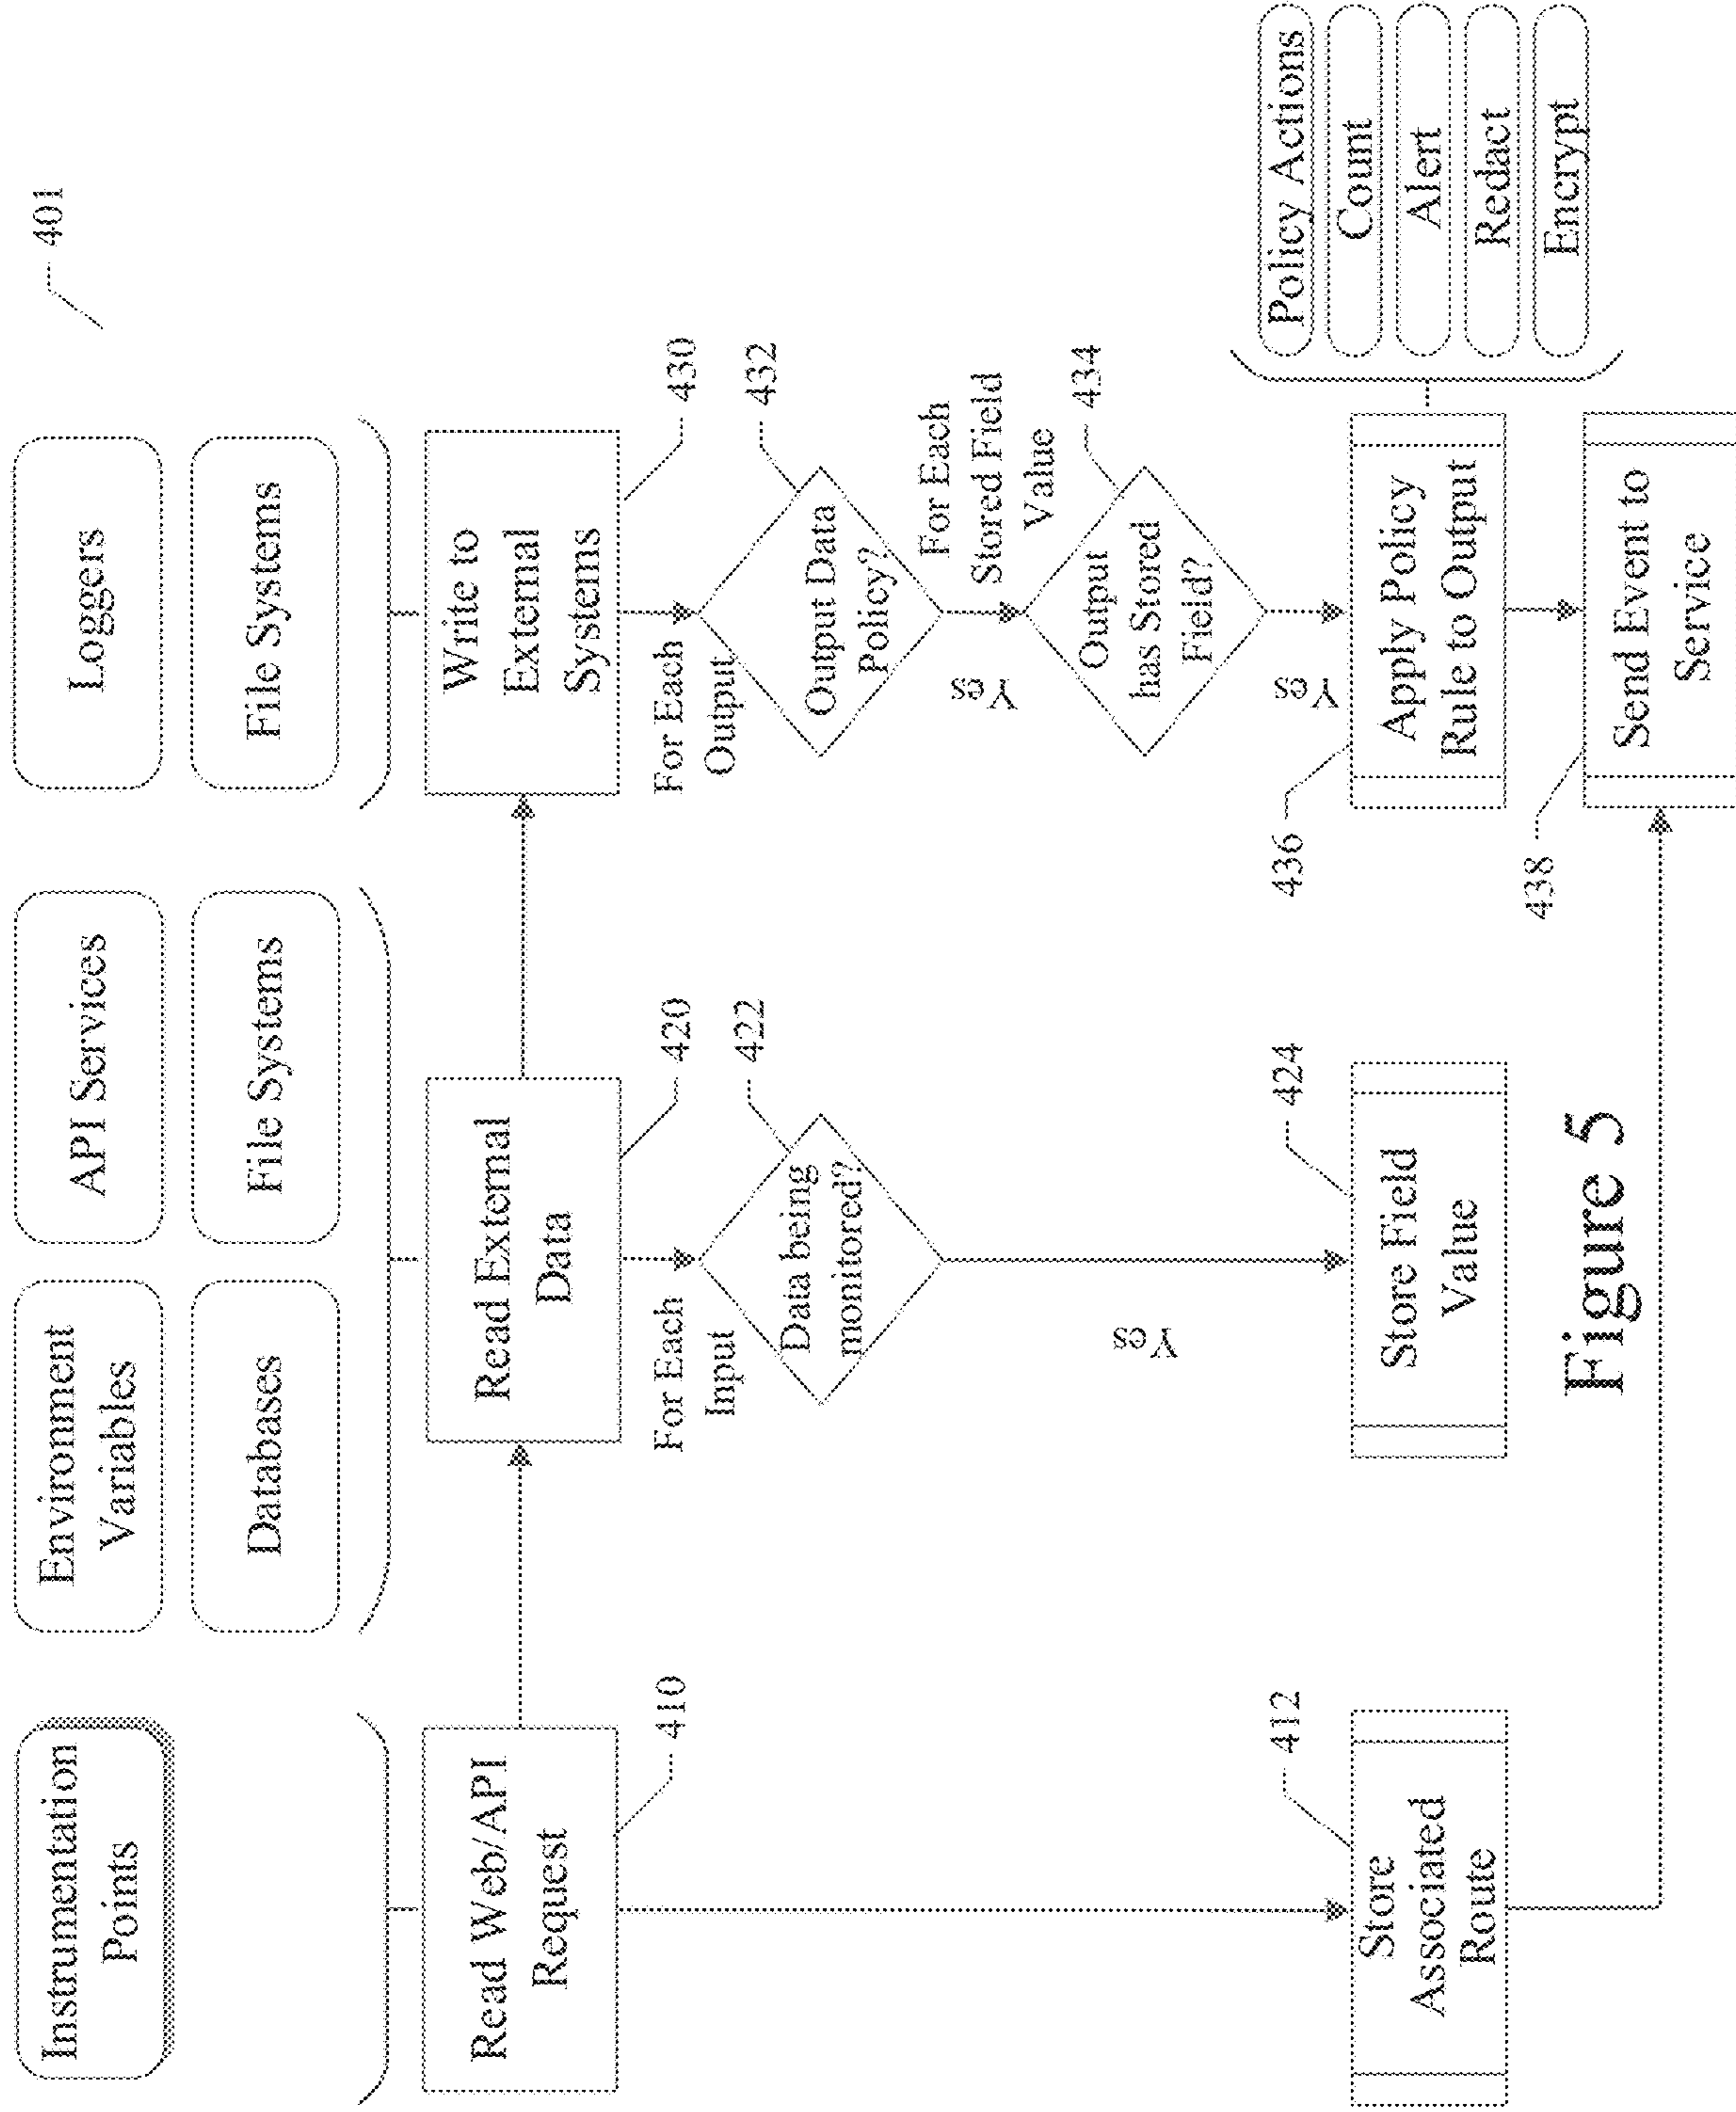 401
Instrumentation
Points
Environment
Variables
API Services
Loggers
Databases
File Systems
File Systems
Read Web/API
Request
410
Read External
Data
420
Write to
External
Systems
430
For Each
Input
Data being
monitored?
422
For Each
Output
Output Data
Policy?
432
Yes
For Each
Stored Field
Value
Output
has Stored
Field?
434
Yes
Yes
Store
Associated
Route
412
Store Field
Value
424
436
Apply Policy
Rule to Output
Policy Actions
Count
Alert
Redact
Encrypt
438
Send Event to
Service
Figure 5